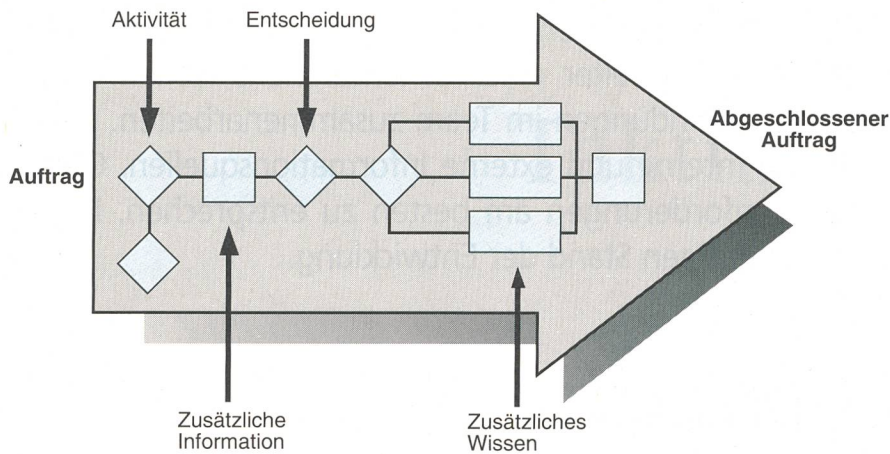 Aktivität
Entscheidung
Abgeschlossener
Auftrag
Auftrag
Zusätzliche
Information
Zusätzliches
Wissen